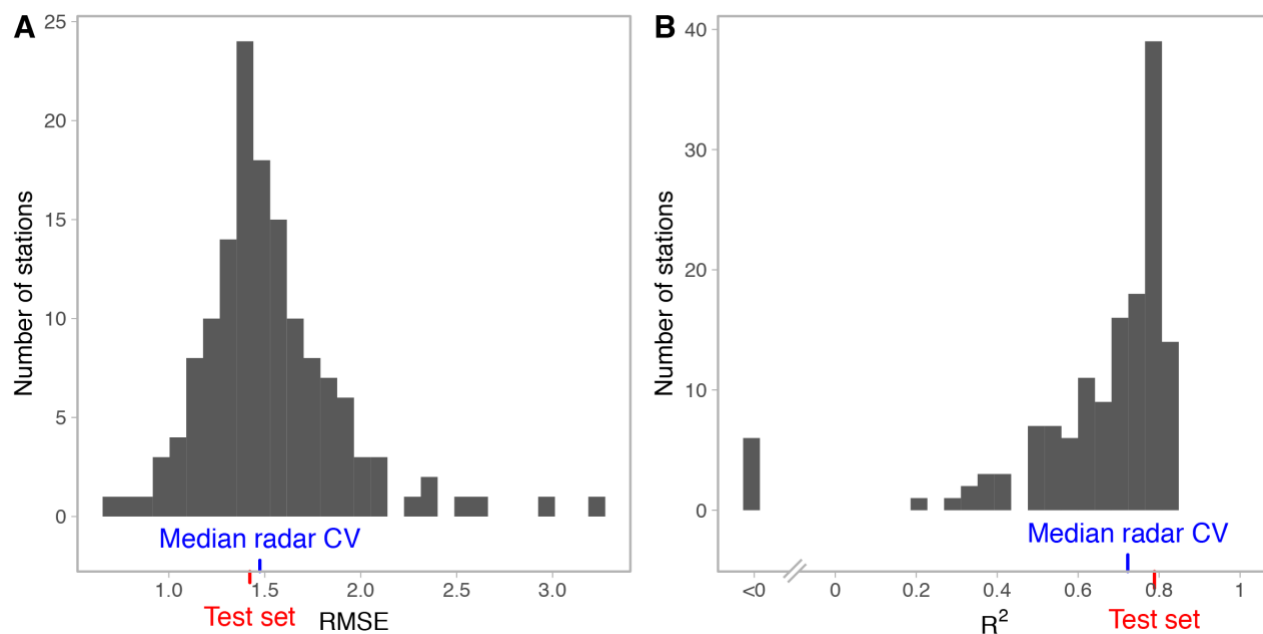 A
Number of stations
25
20
15
10
5
0
Median radar CV
1.0 1.5 2.0 2.5 3.0
Test set
RMSE
B
Number of stations
40
30
20
10
0
Median radar CV
<0 0 0.2 0.4 0.6 0.8 1
R²
Test set